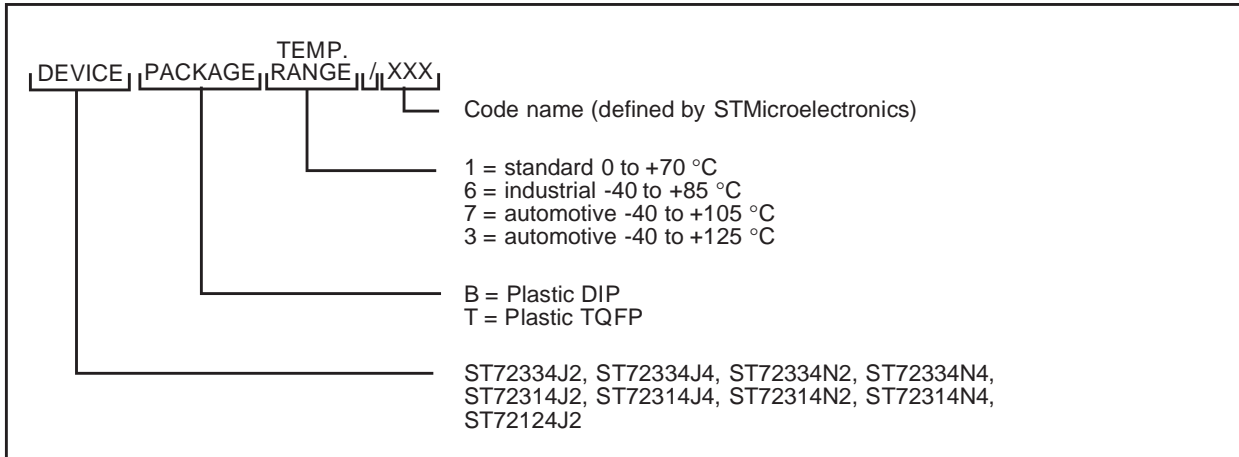 TEMP.
DEVICE PACKAGE RANGE / XXX
Code name (defined by STMicroelectronics)
1 = standard 0 to +70 °C
6 = industrial -40 to +85 °C
7 = automotive -40 to +105 °C
3 = automotive -40 to +125 °C
B = Plastic DIP
T = Plastic TQFP
ST72334J2, ST72334J4, ST72334N2, ST72334N4,
ST72314J2, ST72314J4, ST72314N2, ST72314N4,
ST72124J2